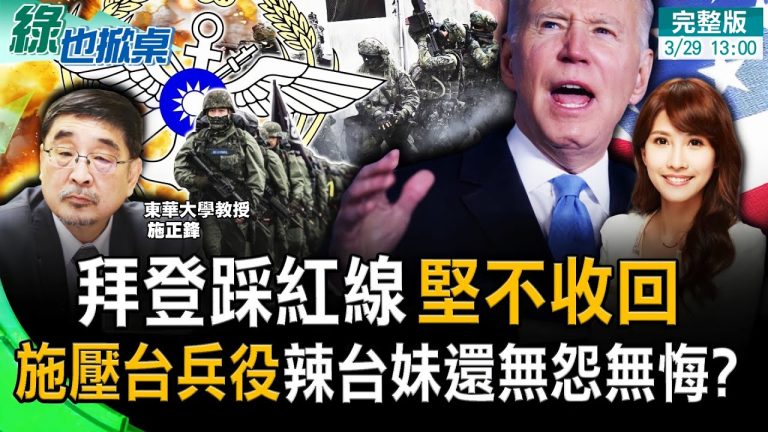 綠也掀桌
完整版
3/29 13:00
東華大學教授
施正鋒
拜登踩紅線 堅不收回
施壓台兵役辣台妹還無怨無悔?